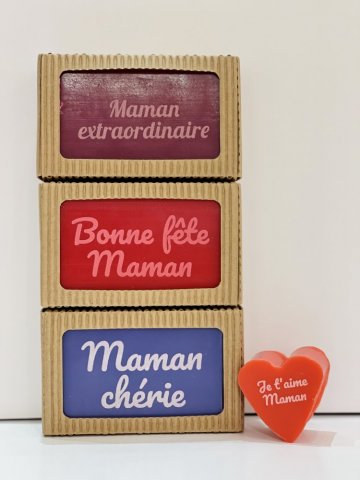 Maman
extraordinaire
Bonne fête
Maman
Maman
chérie
Je t'aime
Maman